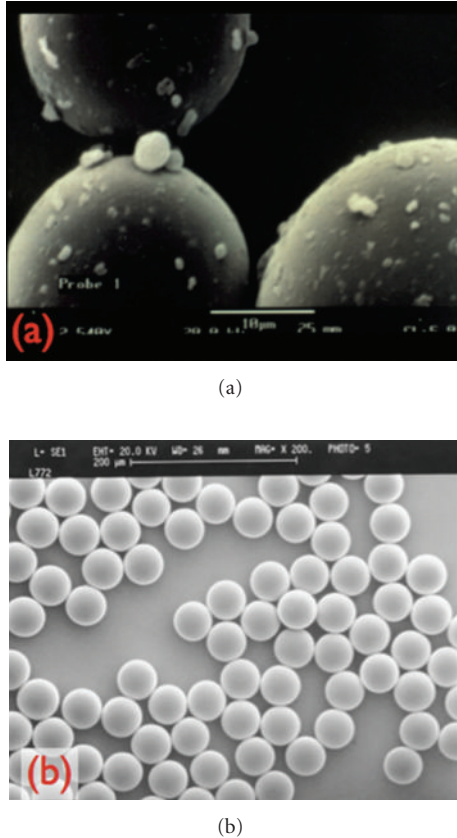 Probe 1
10µm
(a) 25 mm
(a)
L= SE1 EHT= 20.0 KV WD= 26 mm MAG= X 200. PHOTO= 5
200 µm
L772
(b)
(b)